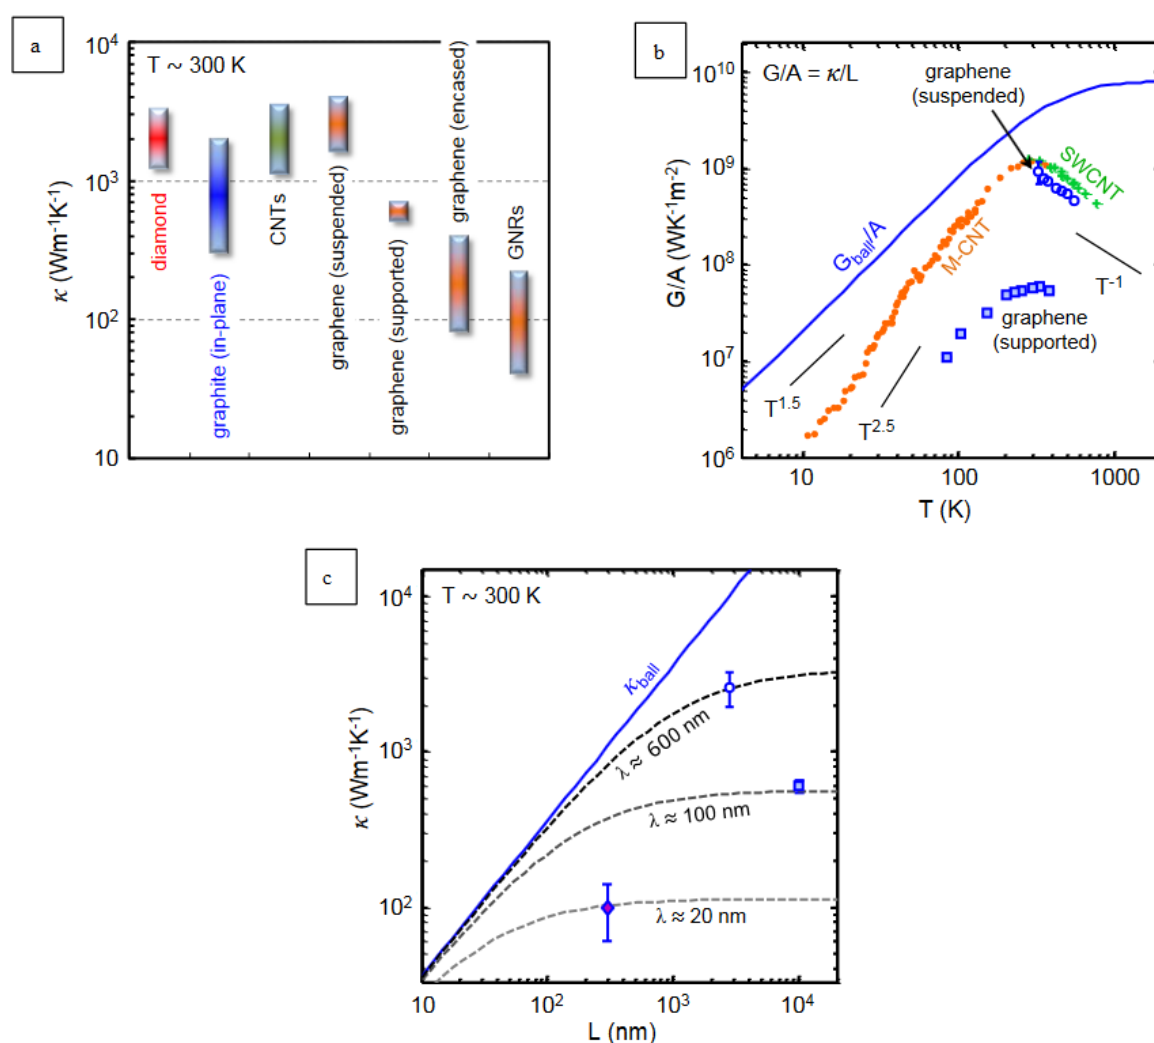 a
10⁴
10³
10²
10
κ (Wm⁻¹K⁻¹)
T ~ 300 K
diamond
graphite (in-plane)
CNTs
graphene (suspended)
graphene (supported)
graphene (encased)
GNRs
b
10¹⁰
10⁹
10⁸
10⁷
10⁶
G/A (WK⁻¹m⁻²)
G/A = κ/L
graphene
(suspended)
SWCNT
G_ball/A
M-CNT
T⁻¹
graphene
(supported)
T¹·⁵
T²·⁵
10
100
1000
T (K)
c
10⁴
10³
10²
κ (Wm⁻¹K⁻¹)
T ~ 300 K
κ_ball
λ ≈ 600 nm
λ ≈ 100 nm
λ ≈ 20 nm
10
10²
10³
10⁴
L (nm)